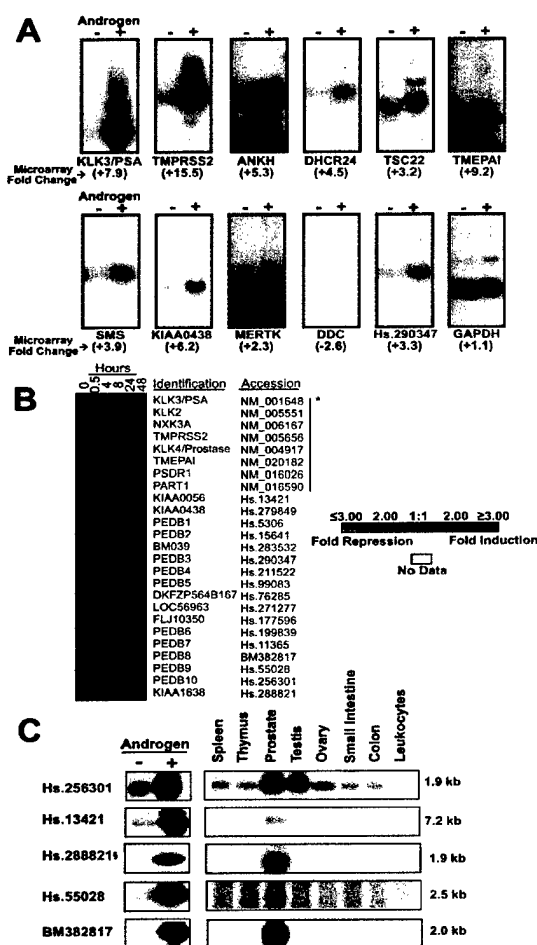 A
Androgen
- + - + - + - + - + - +
KLK3/PSA TMPRSS2 ANKH DHCR24 TSC22 TMEPAI
Microarray Fold Change → (+7.9) (+15.5) (+5.3) (+4.5) (+3.2) (+9.2)
Androgen
- + - + - + - + - + - +
SMS KIAA0438 MERTK DDC Hs.290347 GAPDH
Microarray Fold Change → (+3.9) (+6.2) (+2.3) (-2.6) (+3.3) (+1.1)
B
Hours
0 0.5 4 8 24 48 Identification Accession
KLK3/PSA NM_001648 *
KLK2 NM_005551
NXK3A NM_006167
TMPRSS2 NM_005656
KLK4/Prostase NM_004917
TMEPAI NM_020182
PSDR1 NM_016026
PART1 NM_016590
KIAA0056 Hs.13421
KIAA0438 Hs.279849
PEDB1 Hs.5306
PEDB2 Hs.15641
BM039 Hs.283532
PEDB3 Hs.290347
PEDB4 Hs.211522
PEDB5 Hs.99083
DKFZP564B167 Hs.76285
LOC56963 Hs.271277
FLJ10350 Hs.177596
PEDB6 Hs.199839
PEDB7 Hs.11365
PEDB8 BM382817
PEDB9 Hs.55028
PEDB10 Hs.256301
KIAA1638 Hs.288821
≤3.00 2.00 1:1 2.00 ≥3.00
Fold Repression Fold Induction
No Data
C
Androgen
- +
Spleen Thymus Prostate Testis Ovary Small Intestine Colon Leukocytes
Hs.256301 1.9 kb
Hs.13421 7.2 kb
Hs.288821§ 1.9 kb
Hs.55028 2.5 kb
BM382817 2.0 kb